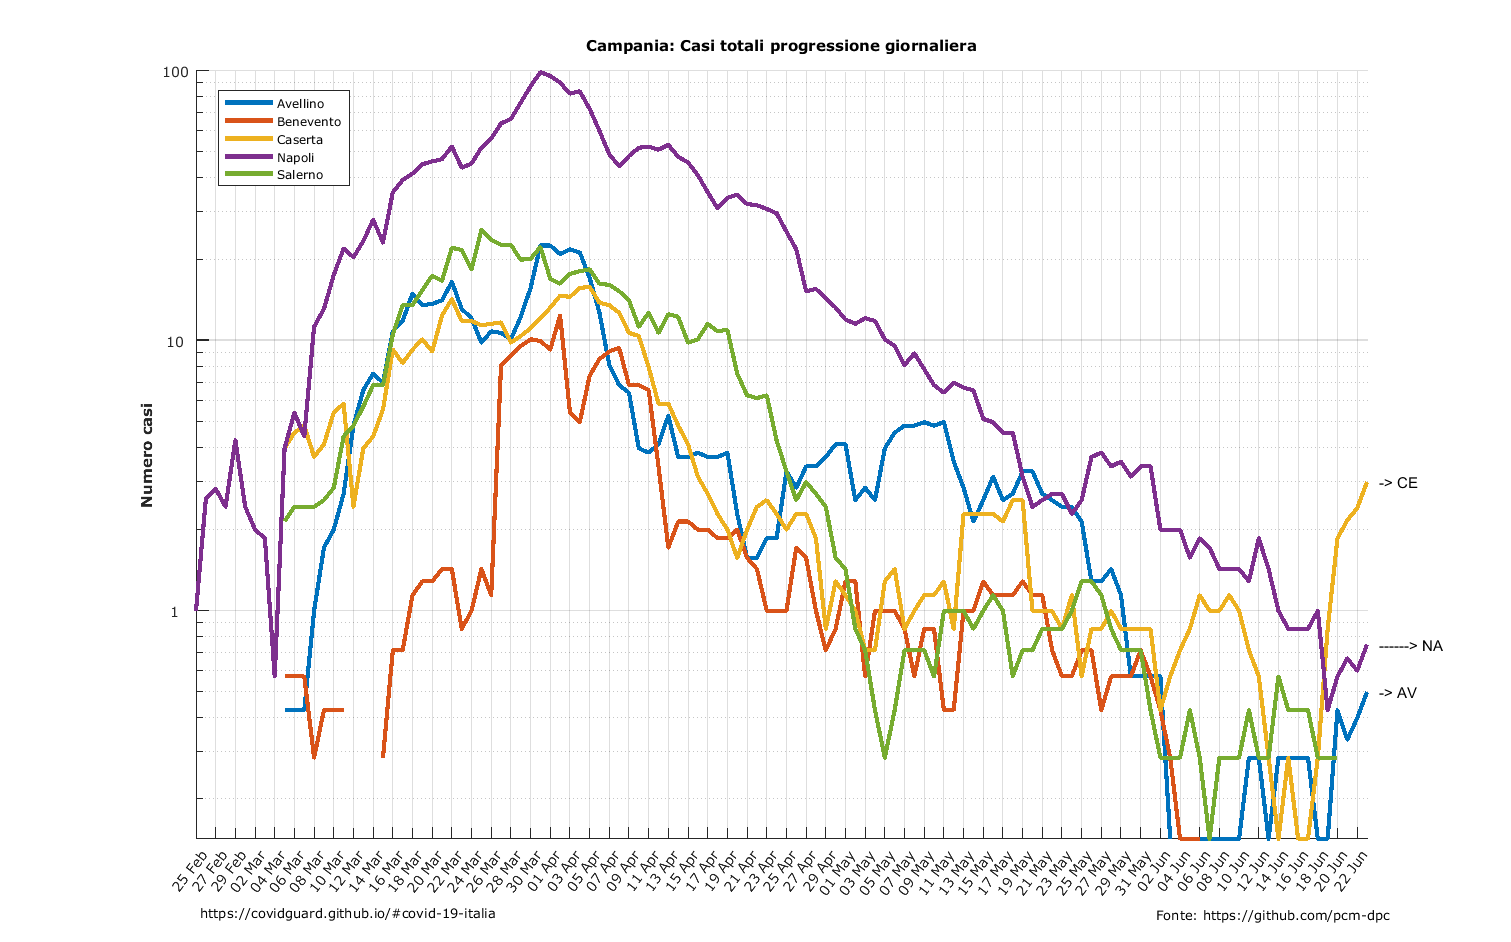 Campania: Casi totali progressione giornaliera
100
10
1
Numero casi
Avellino
Benevento
Caserta
Napoli
Salerno
-> CE
------> NA
-> AV
25 Feb
27 Feb
29 Feb
02 Mar
04 Mar
06 Mar
08 Mar
10 Mar
12 Mar
14 Mar
16 Mar
18 Mar
20 Mar
22 Mar
24 Mar
26 Mar
28 Mar
30 Mar
01 Apr
03 Apr
05 Apr
07 Apr
09 Apr
11 Apr
13 Apr
15 Apr
17 Apr
19 Apr
21 Apr
23 Apr
25 Apr
27 Apr
29 Apr
01 May
03 May
05 May
07 May
09 May
11 May
13 May
15 May
17 May
19 May
21 May
23 May
25 May
27 May
29 May
31 May
02 Jun
04 Jun
06 Jun
08 Jun
10 Jun
12 Jun
14 Jun
16 Jun
18 Jun
20 Jun
22 Jun
https://covidguard.github.io/#covid-19-italia
Fonte: https://github.com/pcm-dpc